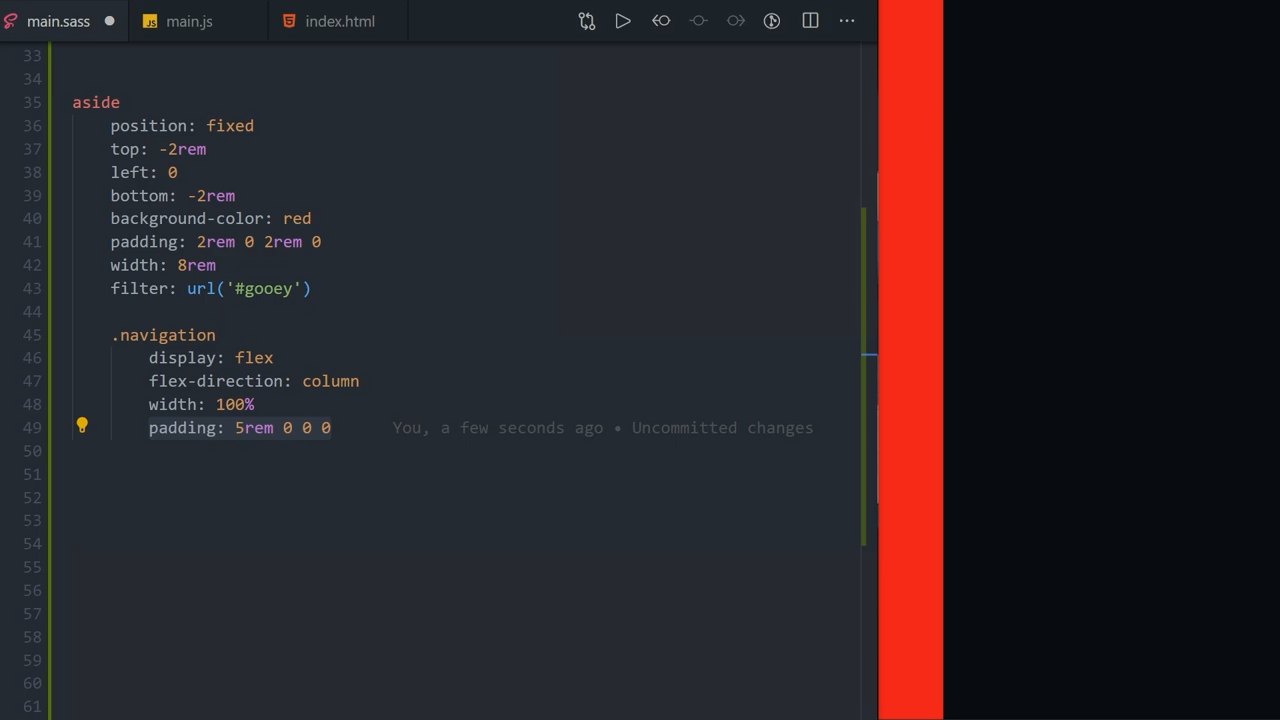 main.sass
JS main.js
index.html
33
34
35 aside
36 position: fixed
37 top: -2rem
38 left: 0
39 bottom: -2rem
40 background-color: red
41 padding: 2rem 0 2rem 0
42 width: 8rem
43 filter: url('#gooey')
44
45 .navigation
46 display: flex
47 flex-direction: column
48 width: 100%
49 padding: 5rem 0 0 0 You, a few seconds ago • Uncommitted changes
50
51
52
53
54
55
56
57
58
59
60
61